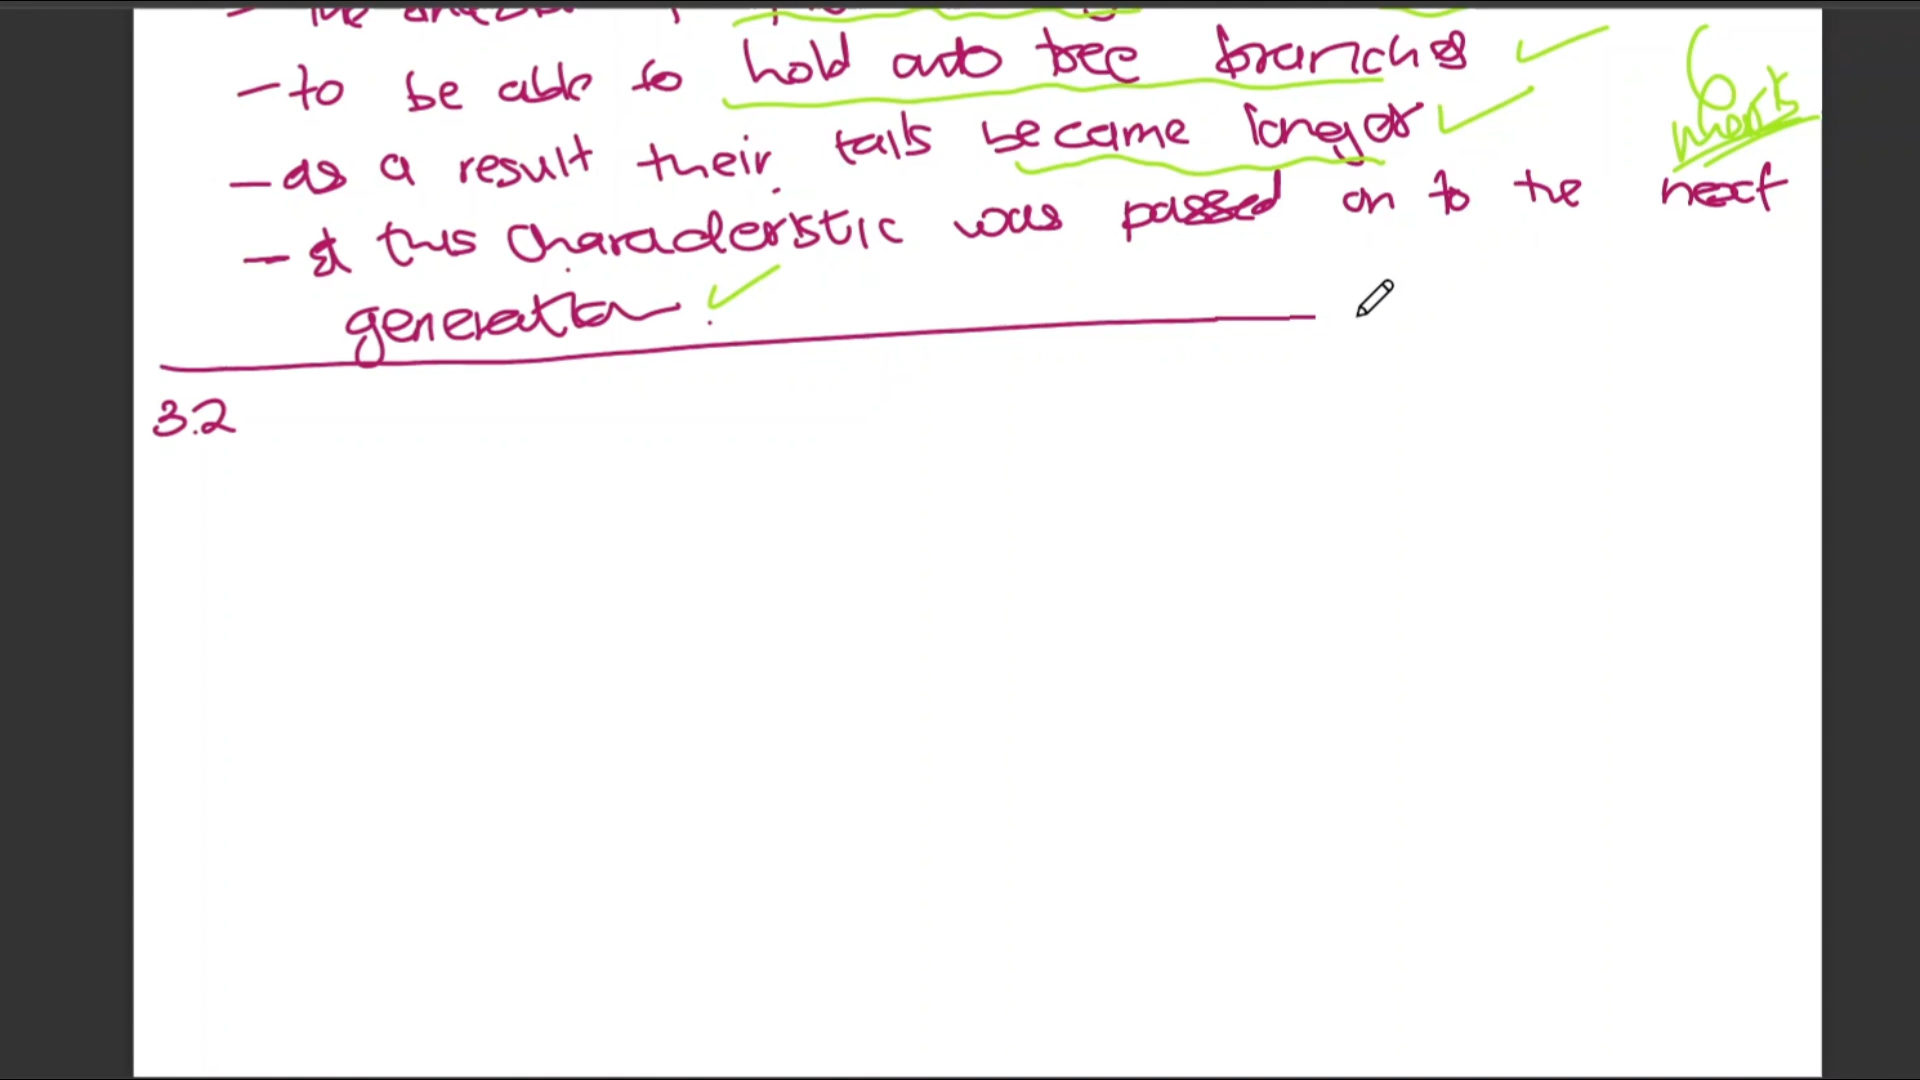 - to be able to hold onto tree branches
- as a result their tails became longer
- & this characteristic was passed on to the next
generation.
6
marks
3.2